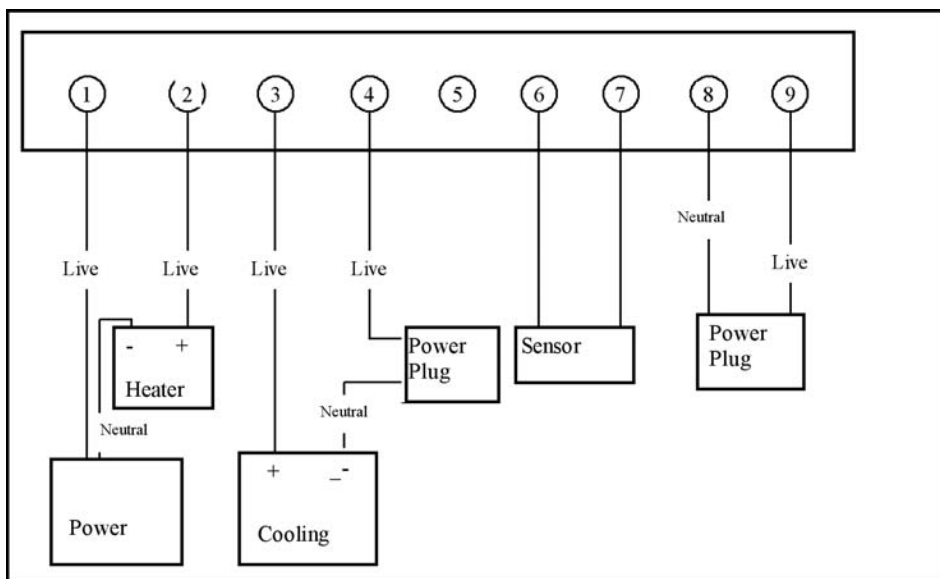 1 (2) 3 4 5 6 7 8 9
Neutral
Live Live Live Live Live
- +
Heater
Power
Plug
Sensor
Power
Plug
Neutral
Neutral
+ _-
Power
Cooling